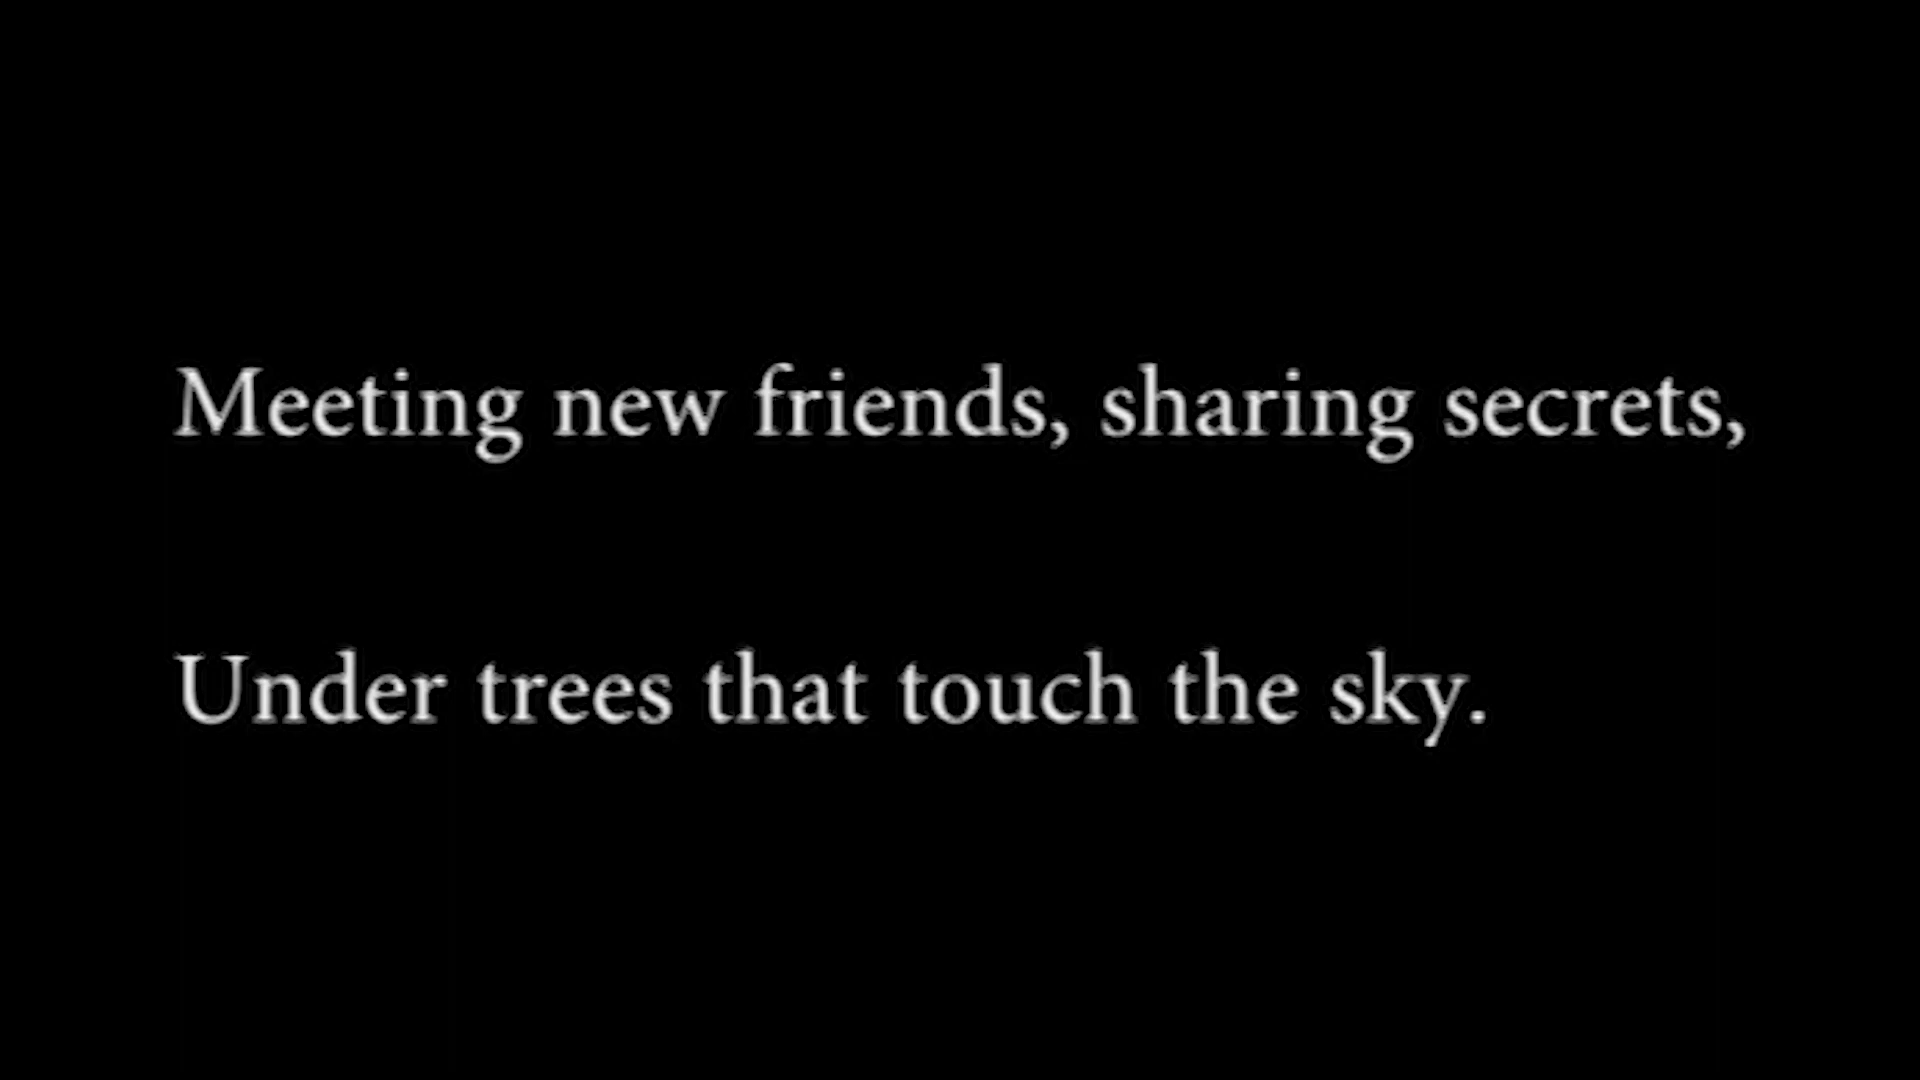 Meeting new friends, sharing secrets,
Under trees that touch the sky.